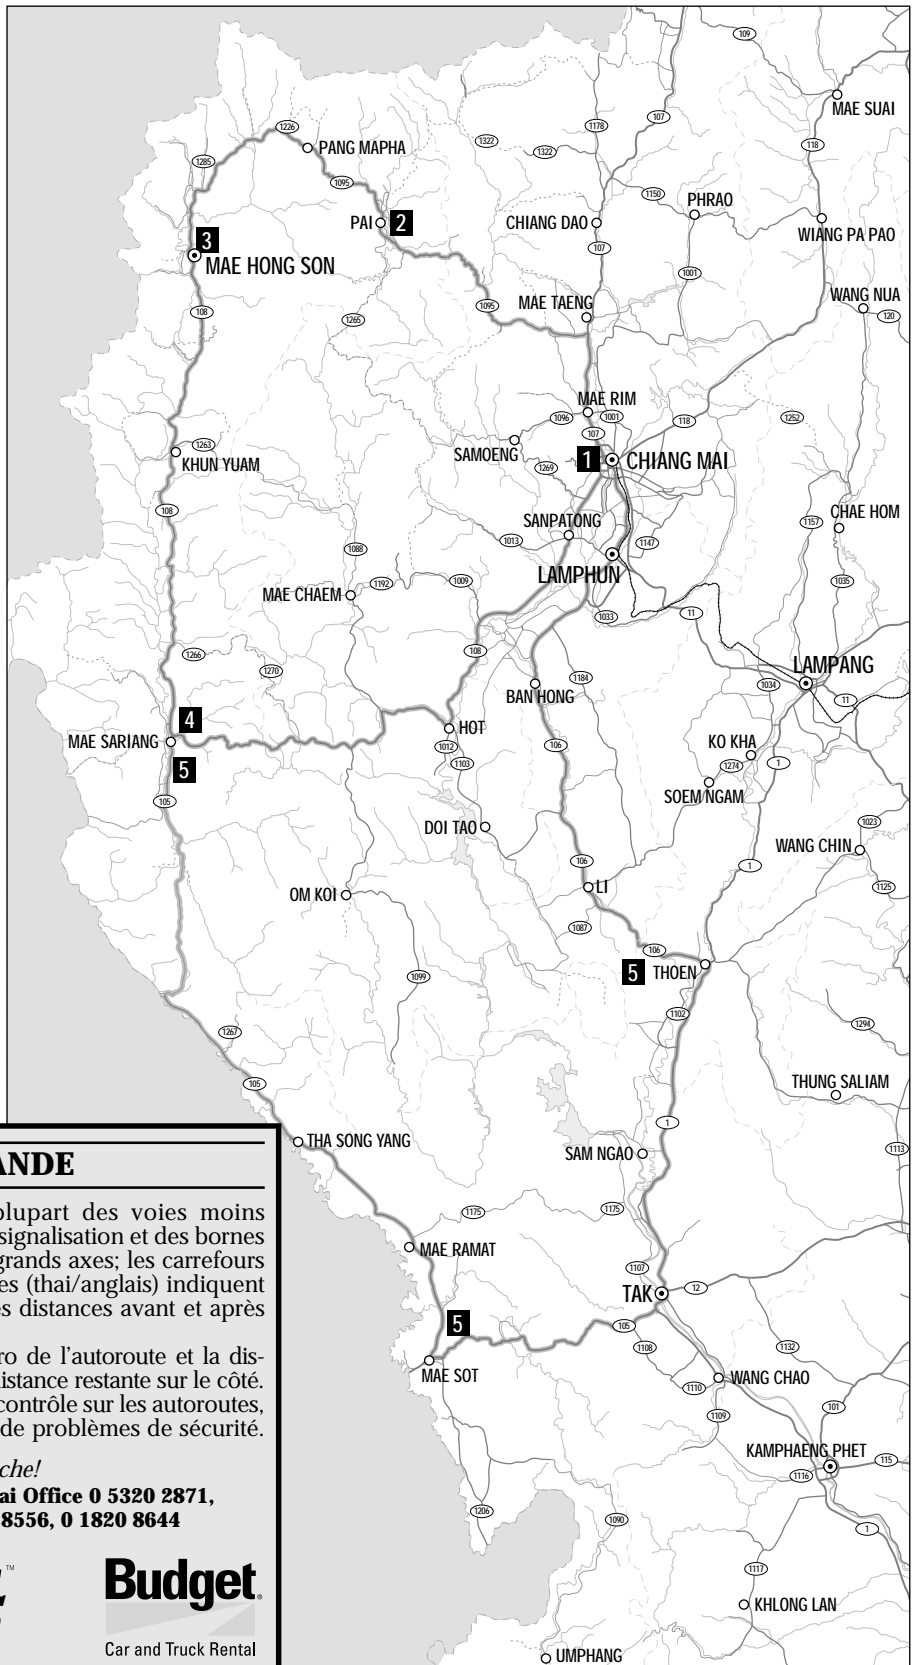 109
MAE SUAI
107
1178
1226
1322
1322
118
PANG MAPHA
1285
1095
1150
PHRAO
PAI 2
CHIANG DAO
WIANG PA PAO
3
107
MAE HONG SON
1001
WANG NUA
MAE TAENG
1095
108
1265
120
MAE RIM
1096
1001
1252
118
107
1263
SAMOENG
KHUN YUAM
1 CHIANG MAI
1269
108
SANPATONG
1157
CHAE HOM
1013
1147
1088
LAMPHUN
1192
1009
1035
MAE CHAEM
11
1033
108
1266
1270
LAMPANG
1184
1034
BAN HONG
11
4
HOT
MAE SARIANG
KO KHA
1012
106
5
1103
1274
1
SOEM NGAM
105
1023
DOI TAO
WANG CHIN
106
1
LI
1125
OM KOI
1087
106
5 THOEN
1099
1102
1294
1267
105
THUNG SALIAM
1
THA SONG YANG
1113
SAM NGAO
ANDE
plupart des voies moins
signalisation et des bornes
grands axes; les carrefours
es (thai/anglais) indiquent
es distances avant et après
ro de l'autoroute et la dis-
distance restante sur le côté.
contrôle sur les autoroutes,
de problèmes de sécurité.
che!
ai Office 0 5320 2871,
8556, 0 1820 8644
TM
Budget®
Car and Truck Rental
1175
1175
MAE RAMAT
1107
TAK
12
5
105
1108
1132
MAE SOT
WANG CHAO
1110
1109
101
KAMPHAENG PHET
115
1116
1206
1090
1
1117
KHLONG LAN
UMPHANG